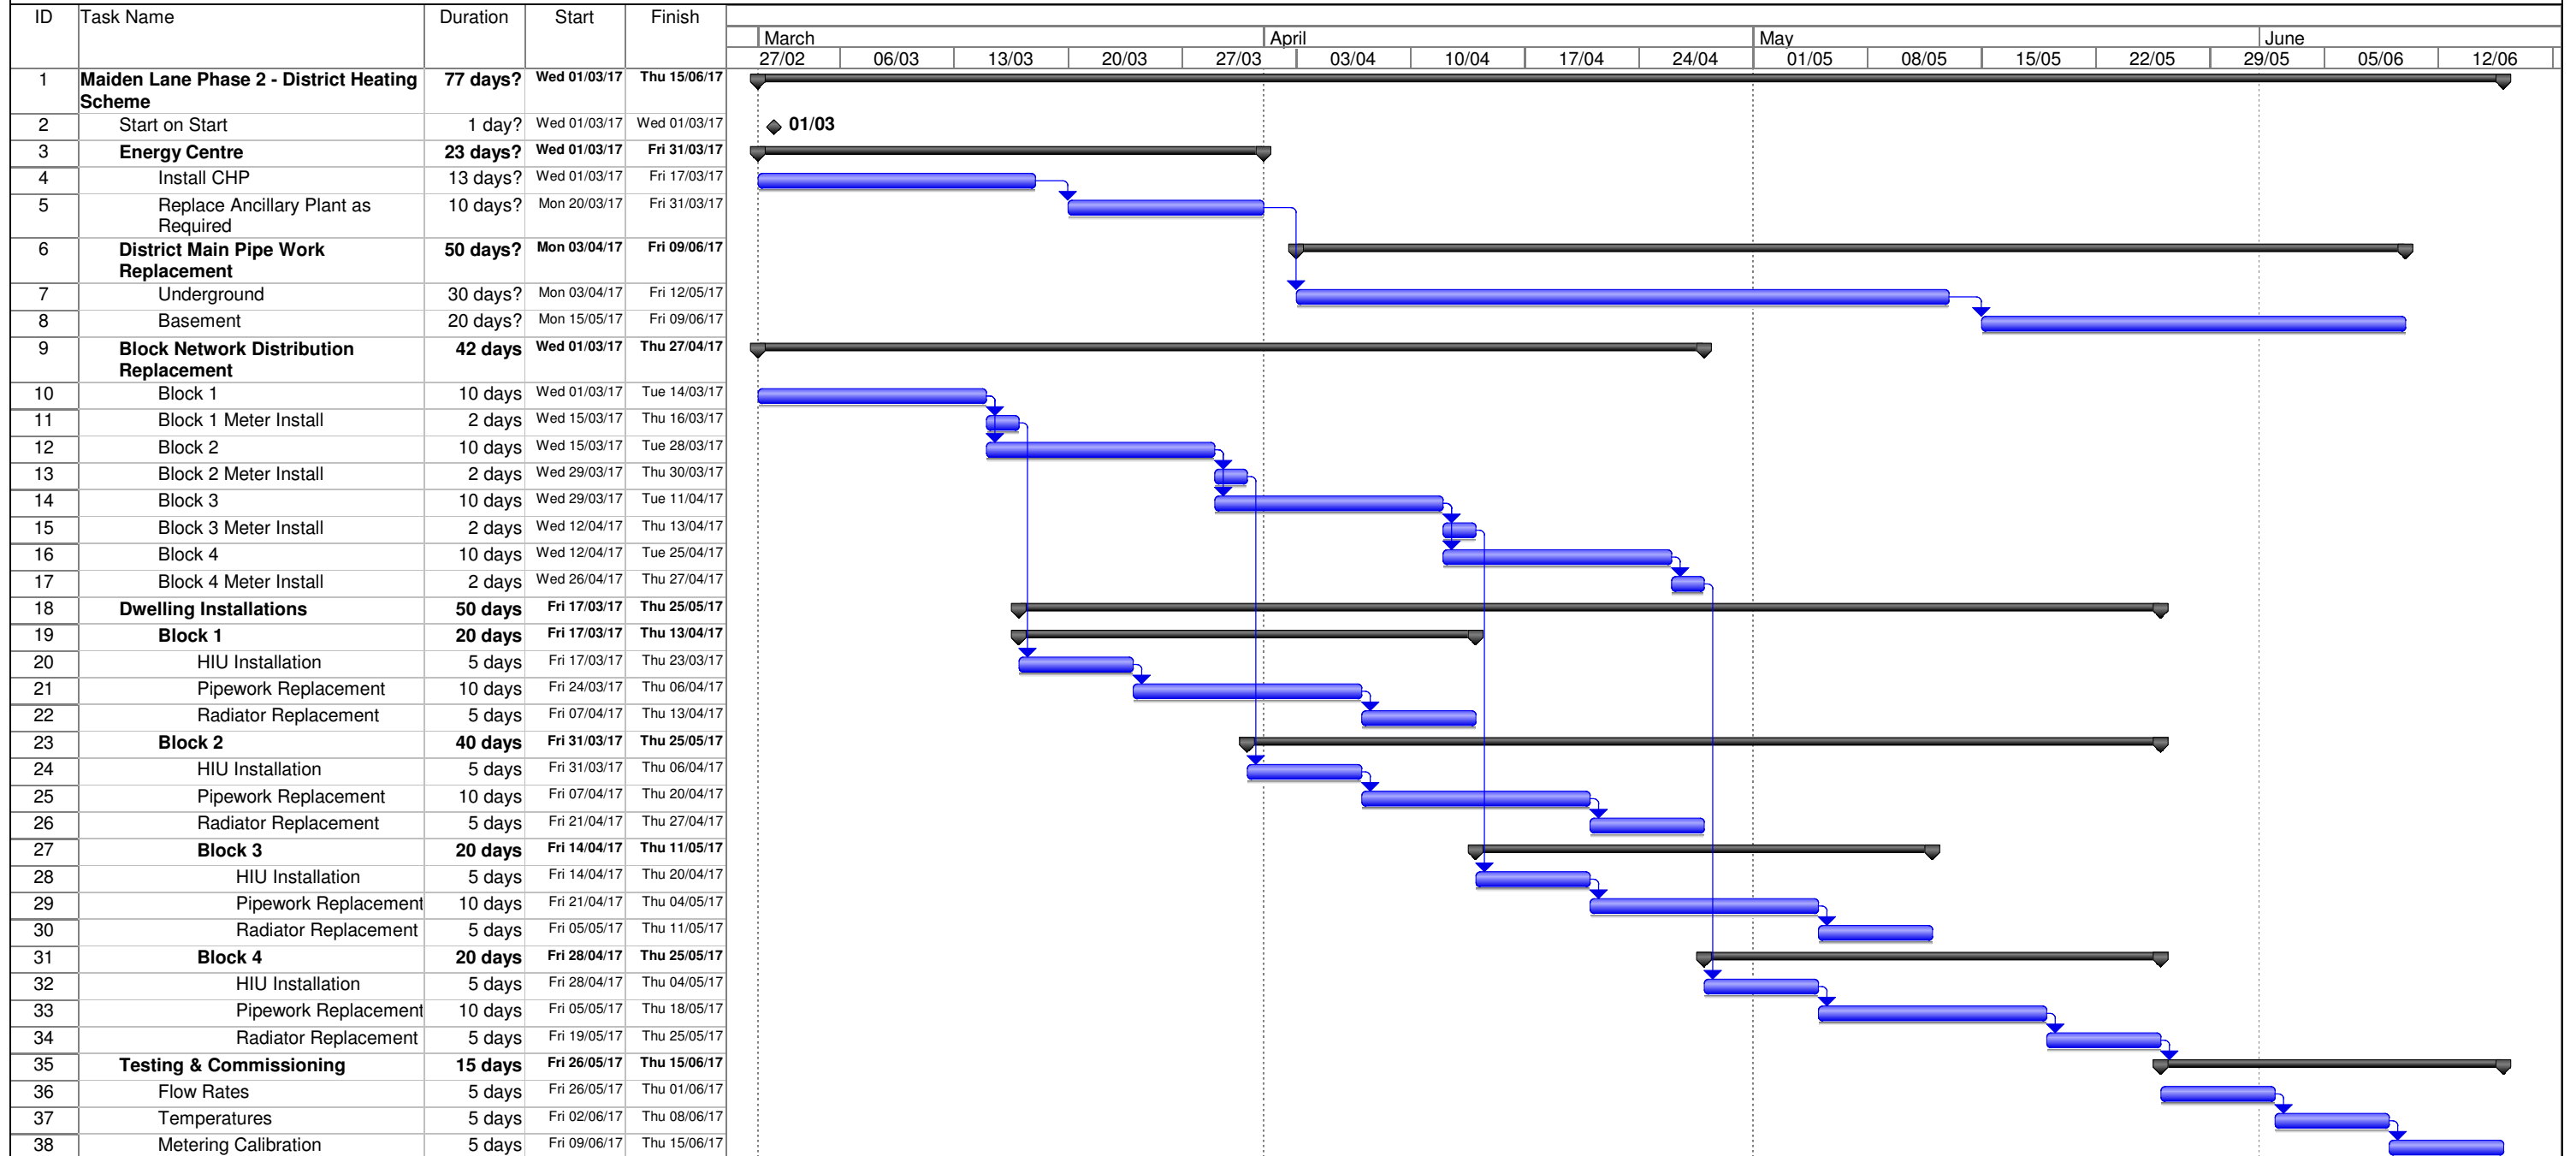 ID Task Name Duration Start Finish
March April May June
27/02 06/03 13/03 20/03 27/03 03/04 10/04 17/04 24/04 01/05 08/05 15/05 22/05 29/05 05/06 12/06
1 Maiden Lane Phase 2 - District Heating 77 days? Wed 01/03/17 Thu 15/06/17
Scheme
2 Start on Start 1 day? Wed 01/03/17 Wed 01/03/17 01/03
3 Energy Centre 23 days? Wed 01/03/17 Fri 31/03/17
4 Install CHP 13 days? Wed 01/03/17 Fri 17/03/17
5 Replace Ancillary Plant as 10 days? Mon 20/03/17 Fri 31/03/17
Required
6 District Main Pipe Work 50 days? Mon 03/04/17 Fri 09/06/17
Replacement
7 Underground 30 days? Mon 03/04/17 Fri 12/05/17
8 Basement 20 days? Mon 15/05/17 Fri 09/06/17
9 Block Network Distribution 42 days Wed 01/03/17 Thu 27/04/17
Replacement
10 Block 1 10 days Wed 01/03/17 Tue 14/03/17
11 Block 1 Meter Install 2 days Wed 15/03/17 Thu 16/03/17
12 Block 2 10 days Wed 15/03/17 Tue 28/03/17
13 Block 2 Meter Install 2 days Wed 29/03/17 Thu 30/03/17
14 Block 3 10 days Wed 29/03/17 Tue 11/04/17
15 Block 3 Meter Install 2 days Wed 12/04/17 Thu 13/04/17
16 Block 4 10 days Wed 12/04/17 Tue 25/04/17
17 Block 4 Meter Install 2 days Wed 26/04/17 Thu 27/04/17
18 Dwelling Installations 50 days Fri 17/03/17 Thu 25/05/17
19 Block 1 20 days Fri 17/03/17 Thu 13/04/17
20 HIU Installation 5 days Fri 17/03/17 Thu 23/03/17
21 Pipework Replacement 10 days Fri 24/03/17 Thu 06/04/17
22 Radiator Replacement 5 days Fri 07/04/17 Thu 13/04/17
23 Block 2 40 days Fri 31/03/17 Thu 25/05/17
24 HIU Installation 5 days Fri 31/03/17 Thu 06/04/17
25 Pipework Replacement 10 days Fri 07/04/17 Thu 20/04/17
26 Radiator Replacement 5 days Fri 21/04/17 Thu 27/04/17
27 Block 3 20 days Fri 14/04/17 Thu 11/05/17
28 HIU Installation 5 days Fri 14/04/17 Thu 20/04/17
29 Pipework Replacement 10 days Fri 21/04/17 Thu 04/05/17
30 Radiator Replacement 5 days Fri 05/05/17 Thu 11/05/17
31 Block 4 20 days Fri 28/04/17 Thu 25/05/17
32 HIU Installation 5 days Fri 28/04/17 Thu 04/05/17
33 Pipework Replacement 10 days Fri 05/05/17 Thu 18/05/17
34 Radiator Replacement 5 days Fri 19/05/17 Thu 25/05/17
35 Testing & Commissioning 15 days Fri 26/05/17 Thu 15/06/17
36 Flow Rates 5 days Fri 26/05/17 Thu 01/06/17
37 Temperatures 5 days Fri 02/06/17 Thu 08/06/17
38 Metering Calibration 5 days Fri 09/06/17 Thu 15/06/17